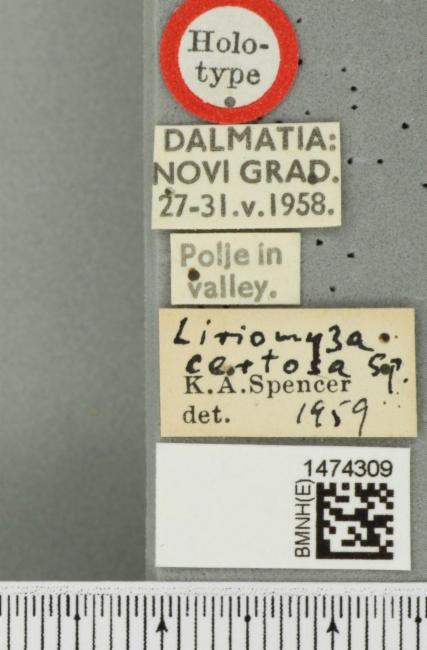 Holo-
type
DALMATIA:
NOVI GRAD.
27-31.v.1958.
Polje in
valley.
Liriomyza
certosa sp.
K.A.Spencer
det. 1959
1474309
BMNH(E)